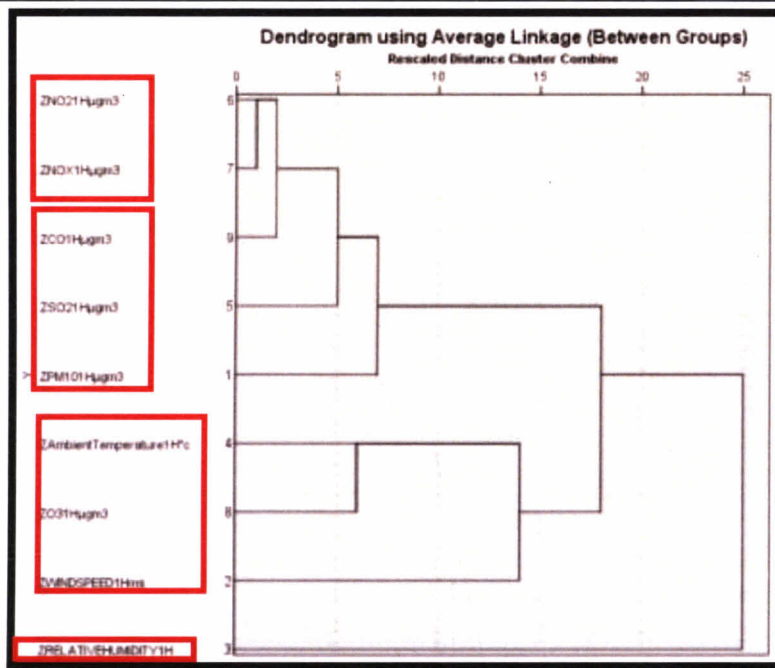 Dendrogram using Average Linkage (Between Groups)
Rescaled Distance Cluster Combine
0 5 10 15 20 25
ZNO21Hµgm3 6
ZNOX1Hµgm3 7
ZCO1Hµgm3 9
ZSO21Hµgm3 5
> ZPM101Hµgm3 1
ZAmbientTemperature1H°c 4
ZO31Hµgm3 8
ZWINDSPEED1Hms 2
ZRELATIVEHUMIDITY1H 3